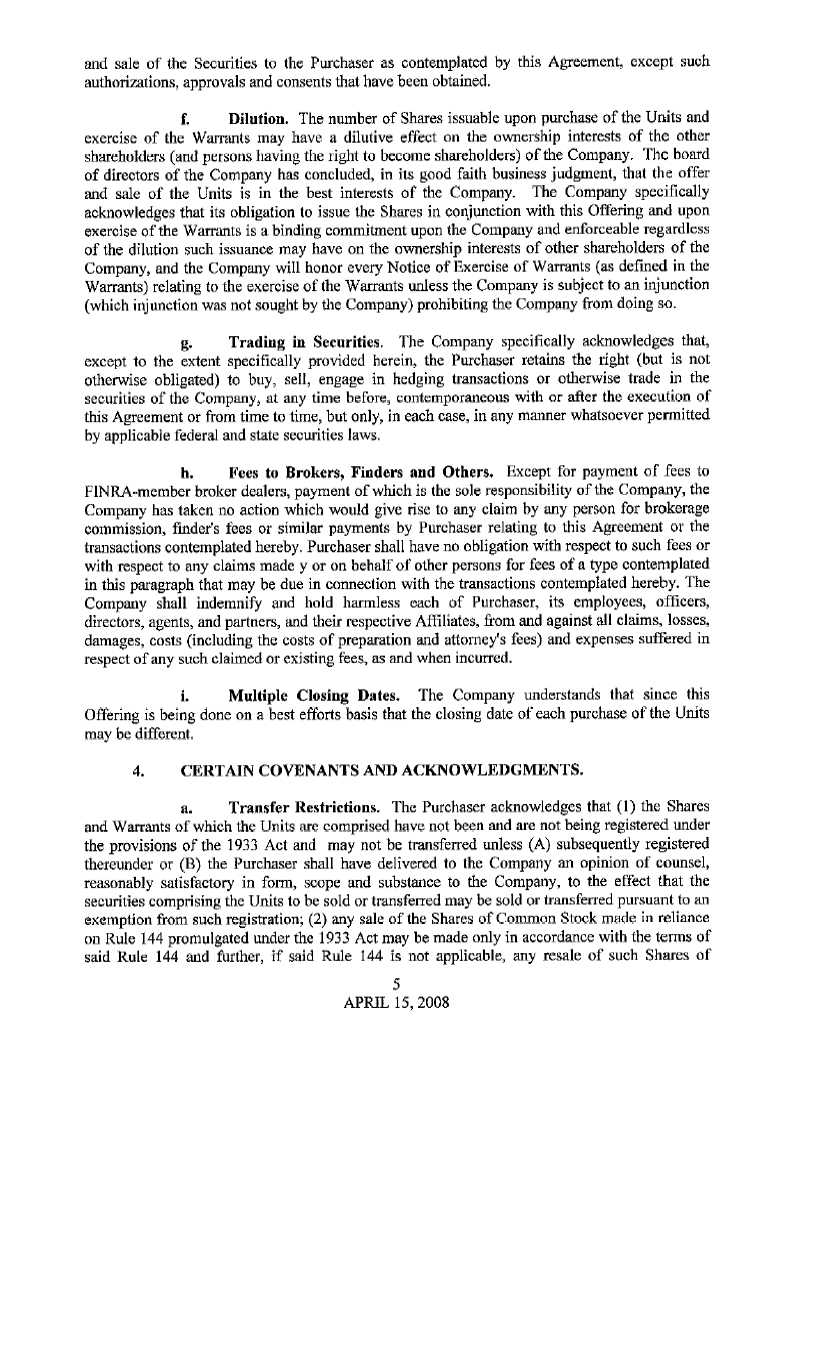 and sale of the Securities to the Purchaser as contemplated by this Agreement, except such
authorizations, approvals and consents that have been obtained.
f. Dilution. The number of Shares issuable upon purchase of the Units and
exercise of the Warrants may have a dilutive effect on the ownership interests of the other
shareholders (and persons having the right to become shareholders) of the Company. The board
of directors of the Company has concluded, in its good faith business judgment, that the offer
and sale of the Units is in the best interests of the Company. The Company specifically
acknowledges that its obligation to issue the Shares in conjunction with this Offering and upon
exercise of the Warrants is a binding commitment upon the Company and enforceable regardless
of the dilution such issuance may have on the ownership interests of other shareholders of the
Company, and the Company will honor every Notice of Exercise of Warrants (as defined in the
Warrants) relating to the exercise of the Warrants unless the Company is subject to an injunction
(which injunction was not sought by the Company) prohibiting the Company from doing so.
g. Trading in Securities. The Company specifically acknowledges that,
except to the extent specifically provided herein, the Purchaser retains the right (but is not
otherwise obligated) to buy, sell, engage in hedging transactions or otherwise trade in the
securities of the Company, at any time before, contemporaneous with or after the execution of
this Agreement or from time to time, but only, in each case, in any manner whatsoever permitted
by applicable federal and state securities laws.
h. Fees to Brokers, Finders and Others. Except for payment of fees to
FINRA-member broker dealers, payment of which is the sole responsibility of the Company, the
Company has taken no action which would give rise to any claim by any person for brokerage
commission, finder's fees or similar payments by Purchaser relating to this Agreement or the
transactions contemplated hereby. Purchaser shall have no obligation with respect to such fees or
with respect to any claims made y or on behalf of other persons for fees of a type contemplated
in this paragraph that may be due in connection with the transactions contemplated hereby. The
Company shall indemnify and hold harmless each of Purchaser, its employees, officers,
directors, agents, and partners, and their respective Affiliates, from and against all claims, losses,
damages, costs (including the costs of preparation and attorney's fees) and expenses suffered in
respect of any such claimed or existing fees, as and when incurred.
i. Multiple Closing Dates. The Company understands that since this
Offering is being done on a best efforts basis that the closing date of each purchase of the Units
may be different.
4. CERTAIN COVENANTS AND ACKNOWLEDGMENTS.
a. Transfer Restrictions. The Purchaser acknowledges that (1) the Shares
and Warrants of which the Units are comprised have not been and are not being registered under
the provisions of the 1933 Act and may not be transferred unless (A) subsequently registered
thereunder or (B) the Purchaser shall have delivered to the Company an opinion of counsel,
reasonably satisfactory in form, scope and substance to the Company, to the effect that the
securities comprising the Units to be sold or transferred may be sold or transferred pursuant to an
exemption from such registration; (2) any sale of the Shares of Common Stock made in reliance
on Rule 144 promulgated under the 1933 Act may be made only in accordance with the terms of
said Rule 144 and further, if said Rule 144 is not applicable, any resale of such Shares of
5
APRIL 15, 2008